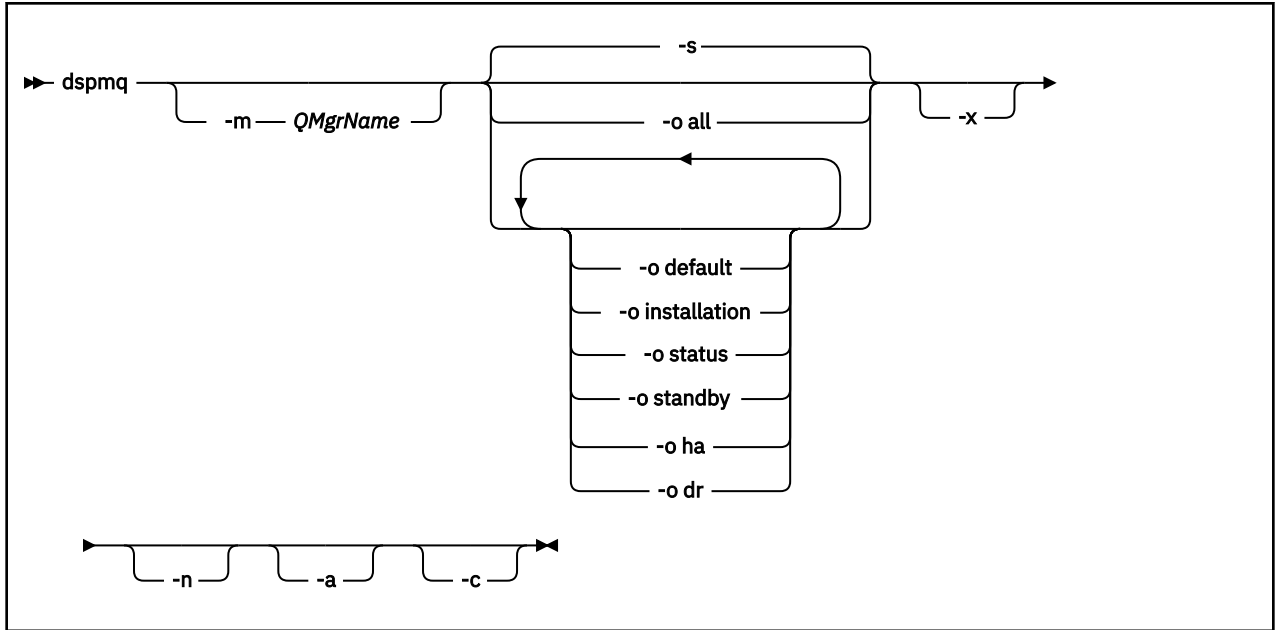 -s
dspmq
-m QMgrName
-o all
-x
-o default
-o installation
-o status
-o standby
-o ha
-o dr
-n -a -c